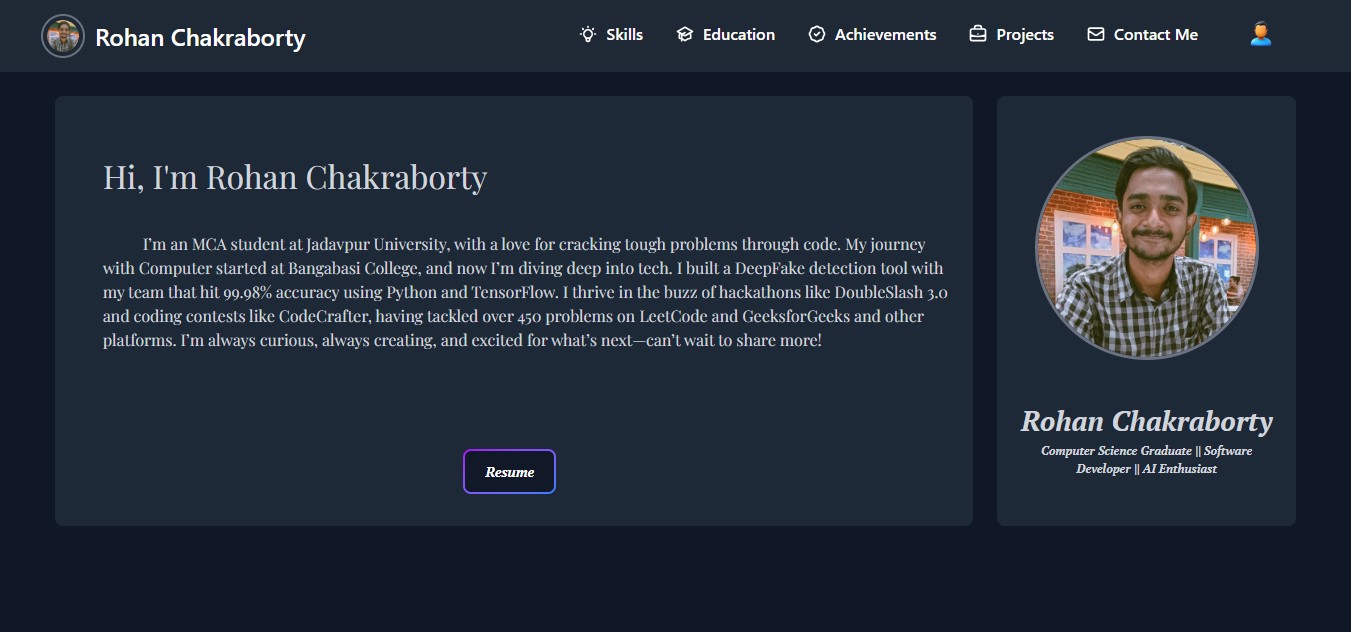 Rohan Chakraborty
Skills
Education
Achievements
Projects
Contact Me
Hi, I'm Rohan Chakraborty
I’m an MCA student at Jadavpur University, with a love for cracking tough problems through code. My journey
with Computer started at Bangabasi College, and now I’m diving deep into tech. I built a DeepFake detection tool with
my team that hit 99.98% accuracy using Python and TensorFlow. I thrive in the buzz of hackathons like DoubleSlash 3.0
and coding contests like CodeCrafter, having tackled over 450 problems on LeetCode and GeeksforGeeks and other
platforms. I’m always curious, always creating, and excited for what’s next—can’t wait to share more!
Resume
Rohan Chakraborty
Computer Science Graduate || Software
Developer || AI Enthusiast